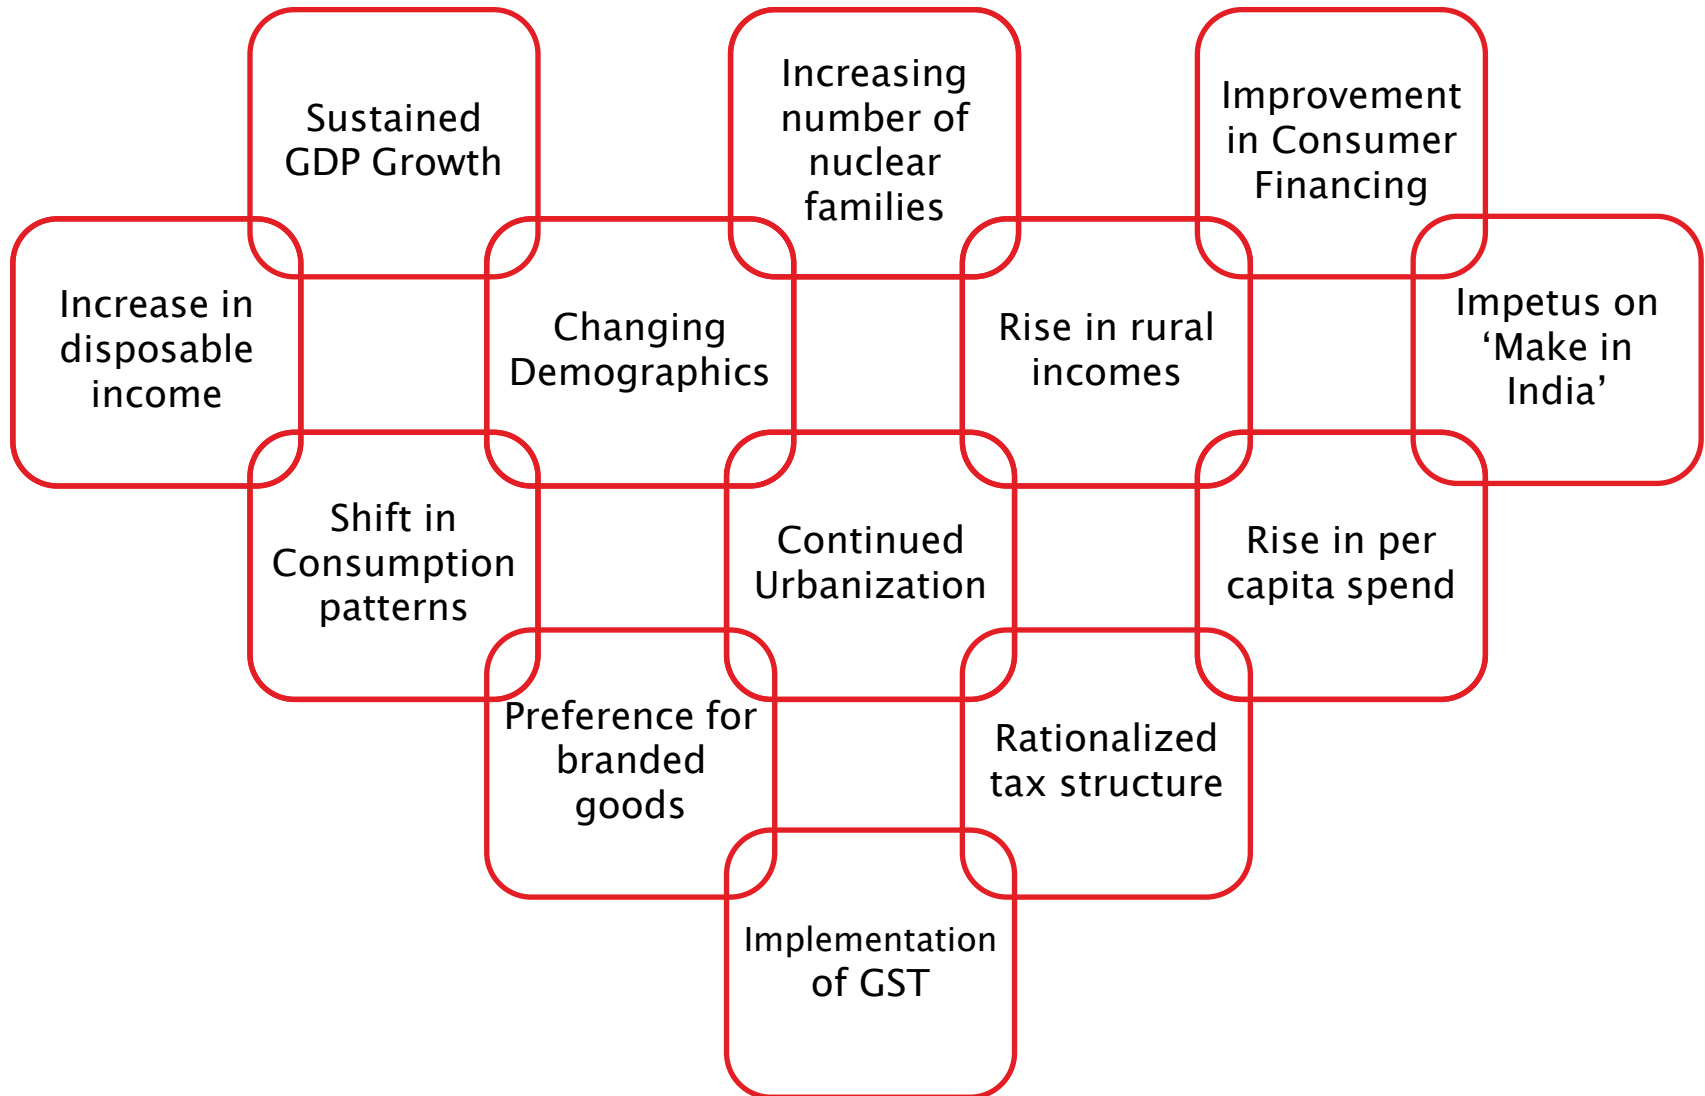 Sustained
GDP Growth
Increasing
number of
nuclear
families
Improvement
in Consumer
Financing
Increase in
disposable
income
Changing
Demographics
Rise in rural
incomes
Impetus on
‘Make in
India’
Shift in
Consumption
patterns
Continued
Urbanization
Rise in per
capita spend
Preference for
branded
goods
Rationalized
tax structure
Implementation
of GST